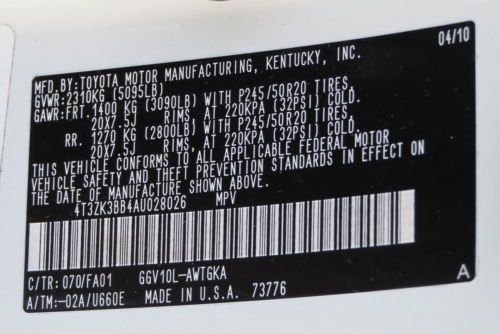 04/10
MFD.BY:TOYOTA MOTOR MANUFACTURING, KENTUCKY, INC.
GVWR:2310KG (5095LB)
GAWR:FRT. 1400 KG (3090LB) WITH P245/50R20 TIRES,
20X7.5J RIMS, AT 220KPA (32PSI) COLD.
RR. 1270 KG (2800LB) WITH P245/50R20 TIRES,
20X7.5J RIMS, AT 220KPA (32PSI) COLD.
THIS VEHICLE CONFORMS TO ALL APPLICABLE FEDERAL MOTOR
VEHICLE SAFETY AND THEFT PREVENTION STANDARDS IN EFFECT ON
THE DATE OF MANUFACTURE SHOWN ABOVE.
4T3ZK3BB4AU028026 MPV
C/TR: 070/FA01 GGV10L-AWTGKA
A/TM:-02A/U660E MADE IN U.S.A. 73776 A